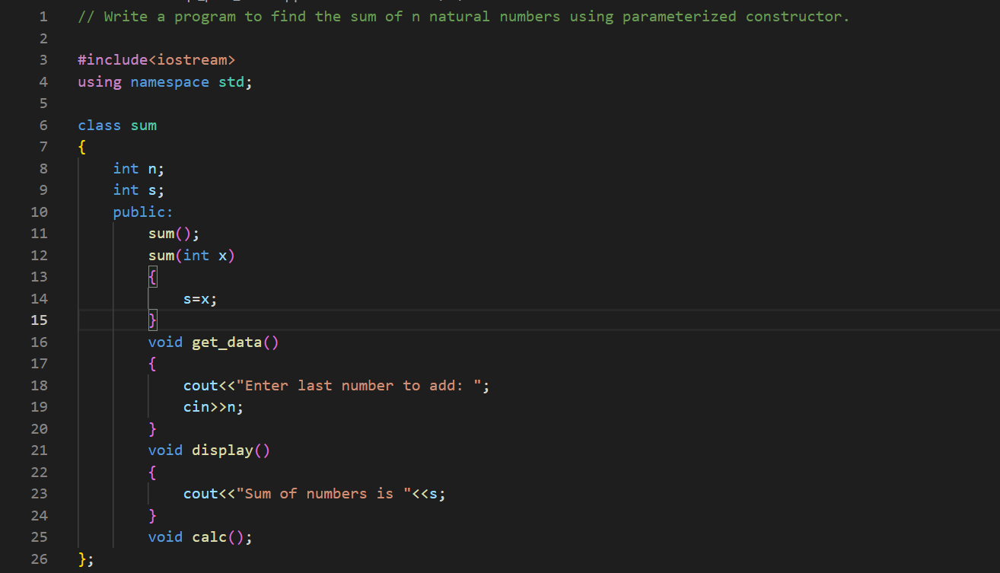 1 // Write a program to find the sum of n natural numbers using parameterized constructor.
2
3 #include<iostream>
4 using namespace std;
5
6 class sum
7 {
8     int n;
9     int s;
10     public:
11         sum();
12         sum(int x)
13         {
14             s=x;
15         }
16         void get_data()
17         {
18             cout<<"Enter last number to add: ";
19             cin>>n;
20         }
21         void display()
22         {
23             cout<<"Sum of numbers is "<<s;
24         }
25         void calc();
26 };